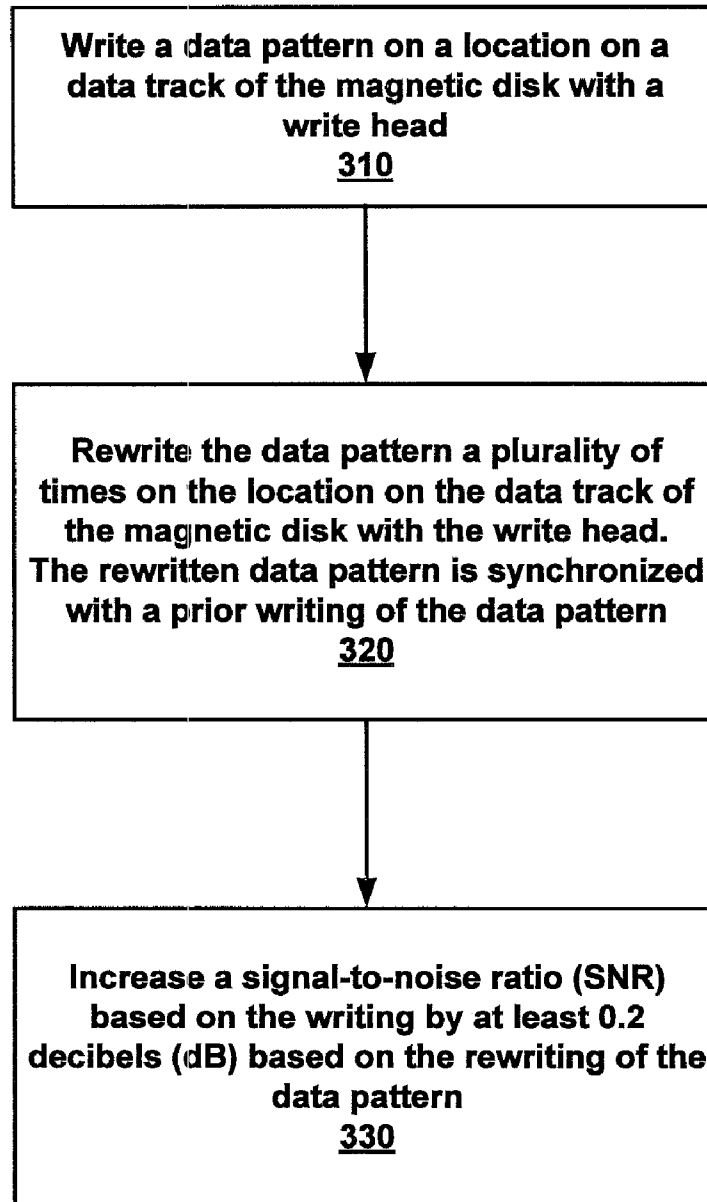 Write a data pattern on a location on a
data track of the magnetic disk with a
write head
310
Rewrite the data pattern a plurality of
times on the location on the data track of
the magnetic disk with the write head.
The rewritten data pattern is synchronized
with a prior writing of the data pattern
320
Increase a signal-to-noise ratio (SNR)
based on the writing by at least 0.2
decibels (dB) based on the rewriting of the
data pattern
330